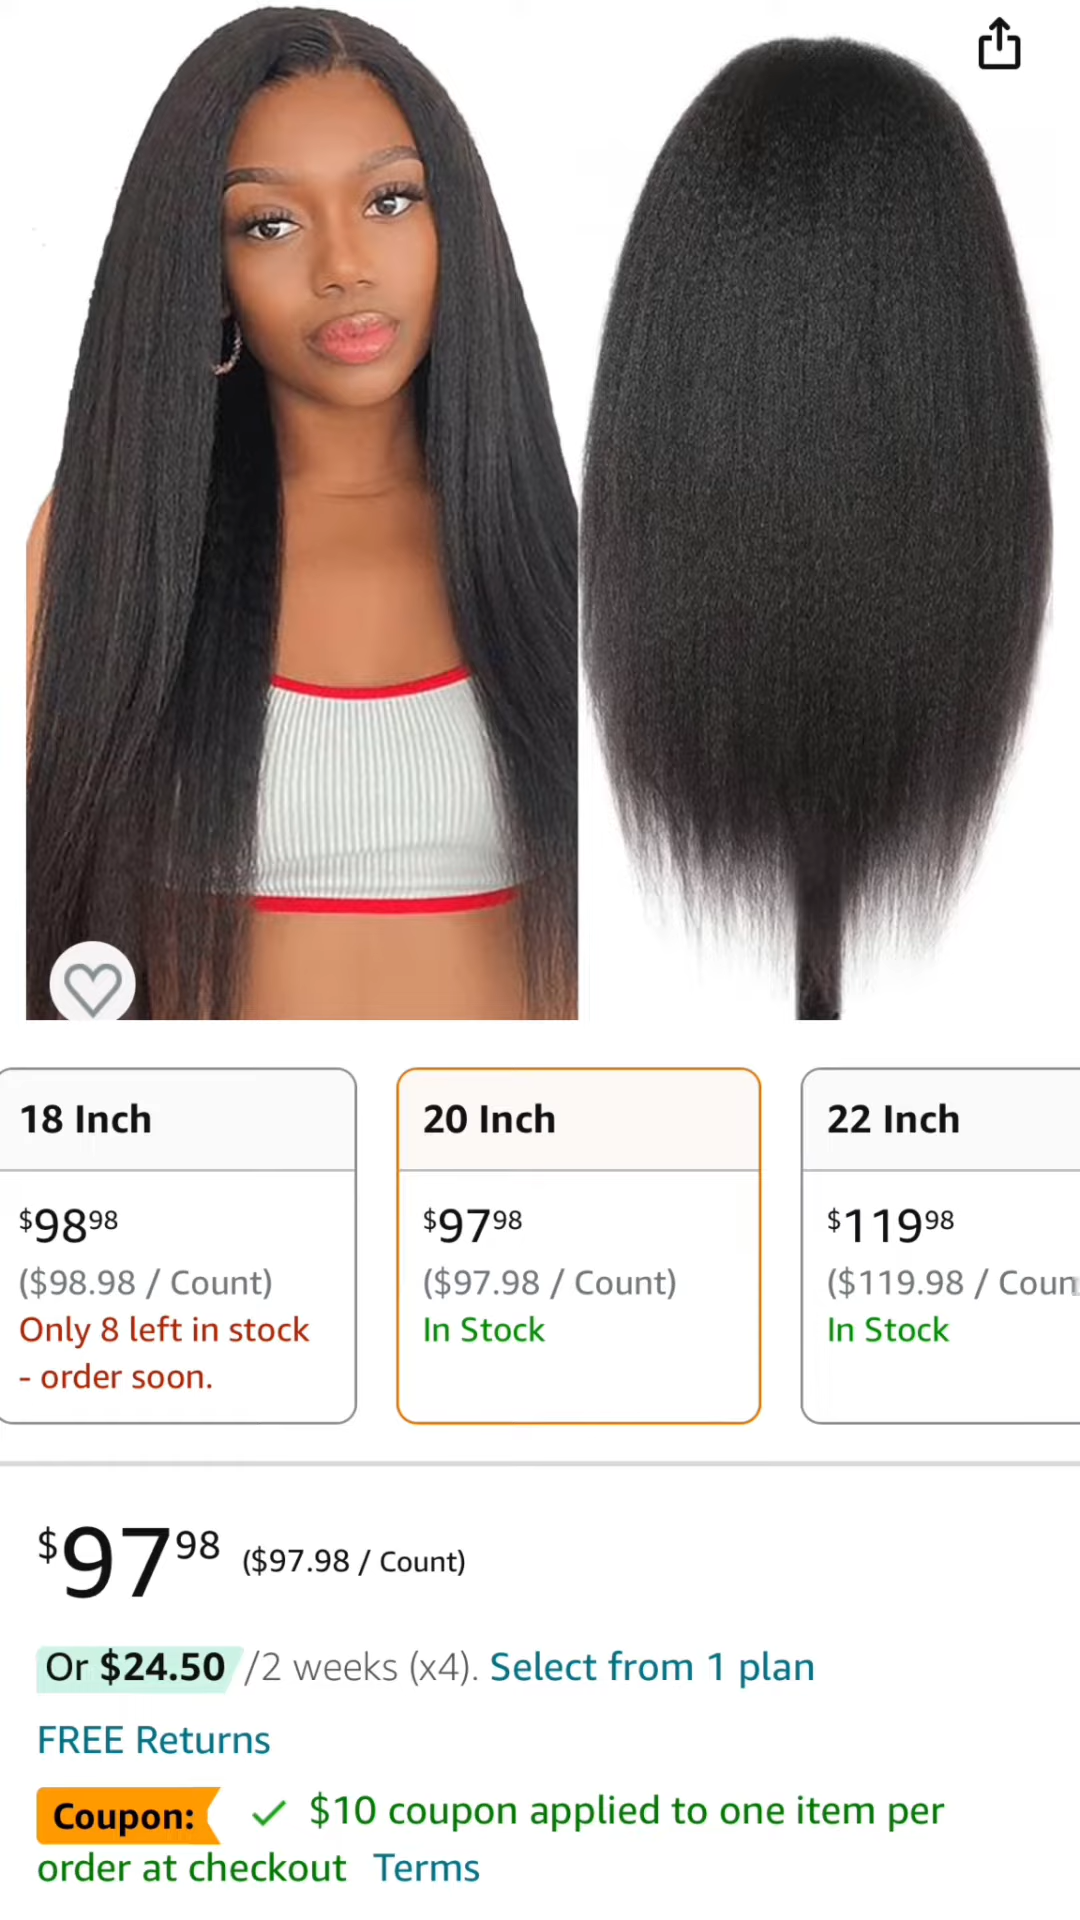 18 Inch
20 Inch
22 Inch
$98.98
$97.98
$119.98
($98.98 / Count)
($97.98 / Count)
($119.98 / Coun
Only 8 left in stock
- order soon.
In Stock
In Stock
$97.98 ($97.98 / Count)
Or $24.50 /2 weeks (x4). Select from 1 plan
FREE Returns
Coupon: $10 coupon applied to one item per
order at checkout Terms